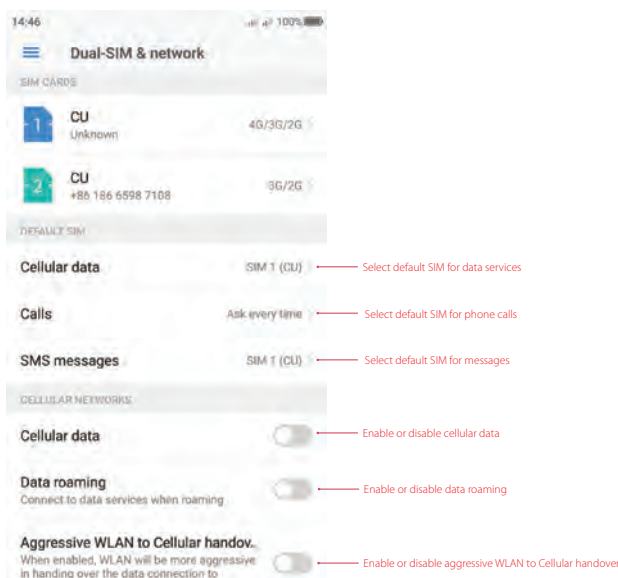 14:46 100%
Dual-SIM & network
SIM CARDS
1 CU 4G/3G/2G
Unknown
2 CU 3G/2G
+86 186 6598 7108
DEFAULT SIM
Cellular data SIM 1 (CU) Select default SIM for data services
Calls Ask every time Select default SIM for phone calls
SMS messages SIM 1 (CU) Select default SIM for messages
CELLULAR NETWORKS
Cellular data Enable or disable cellular data
Data roaming Enable or disable data roaming
Connect to data services when roaming
Aggressive WLAN to Cellular handov..
When enabled, WLAN will be more aggressive Enable or disable aggressive WLAN to Cellular handover
in handing over the data connection to